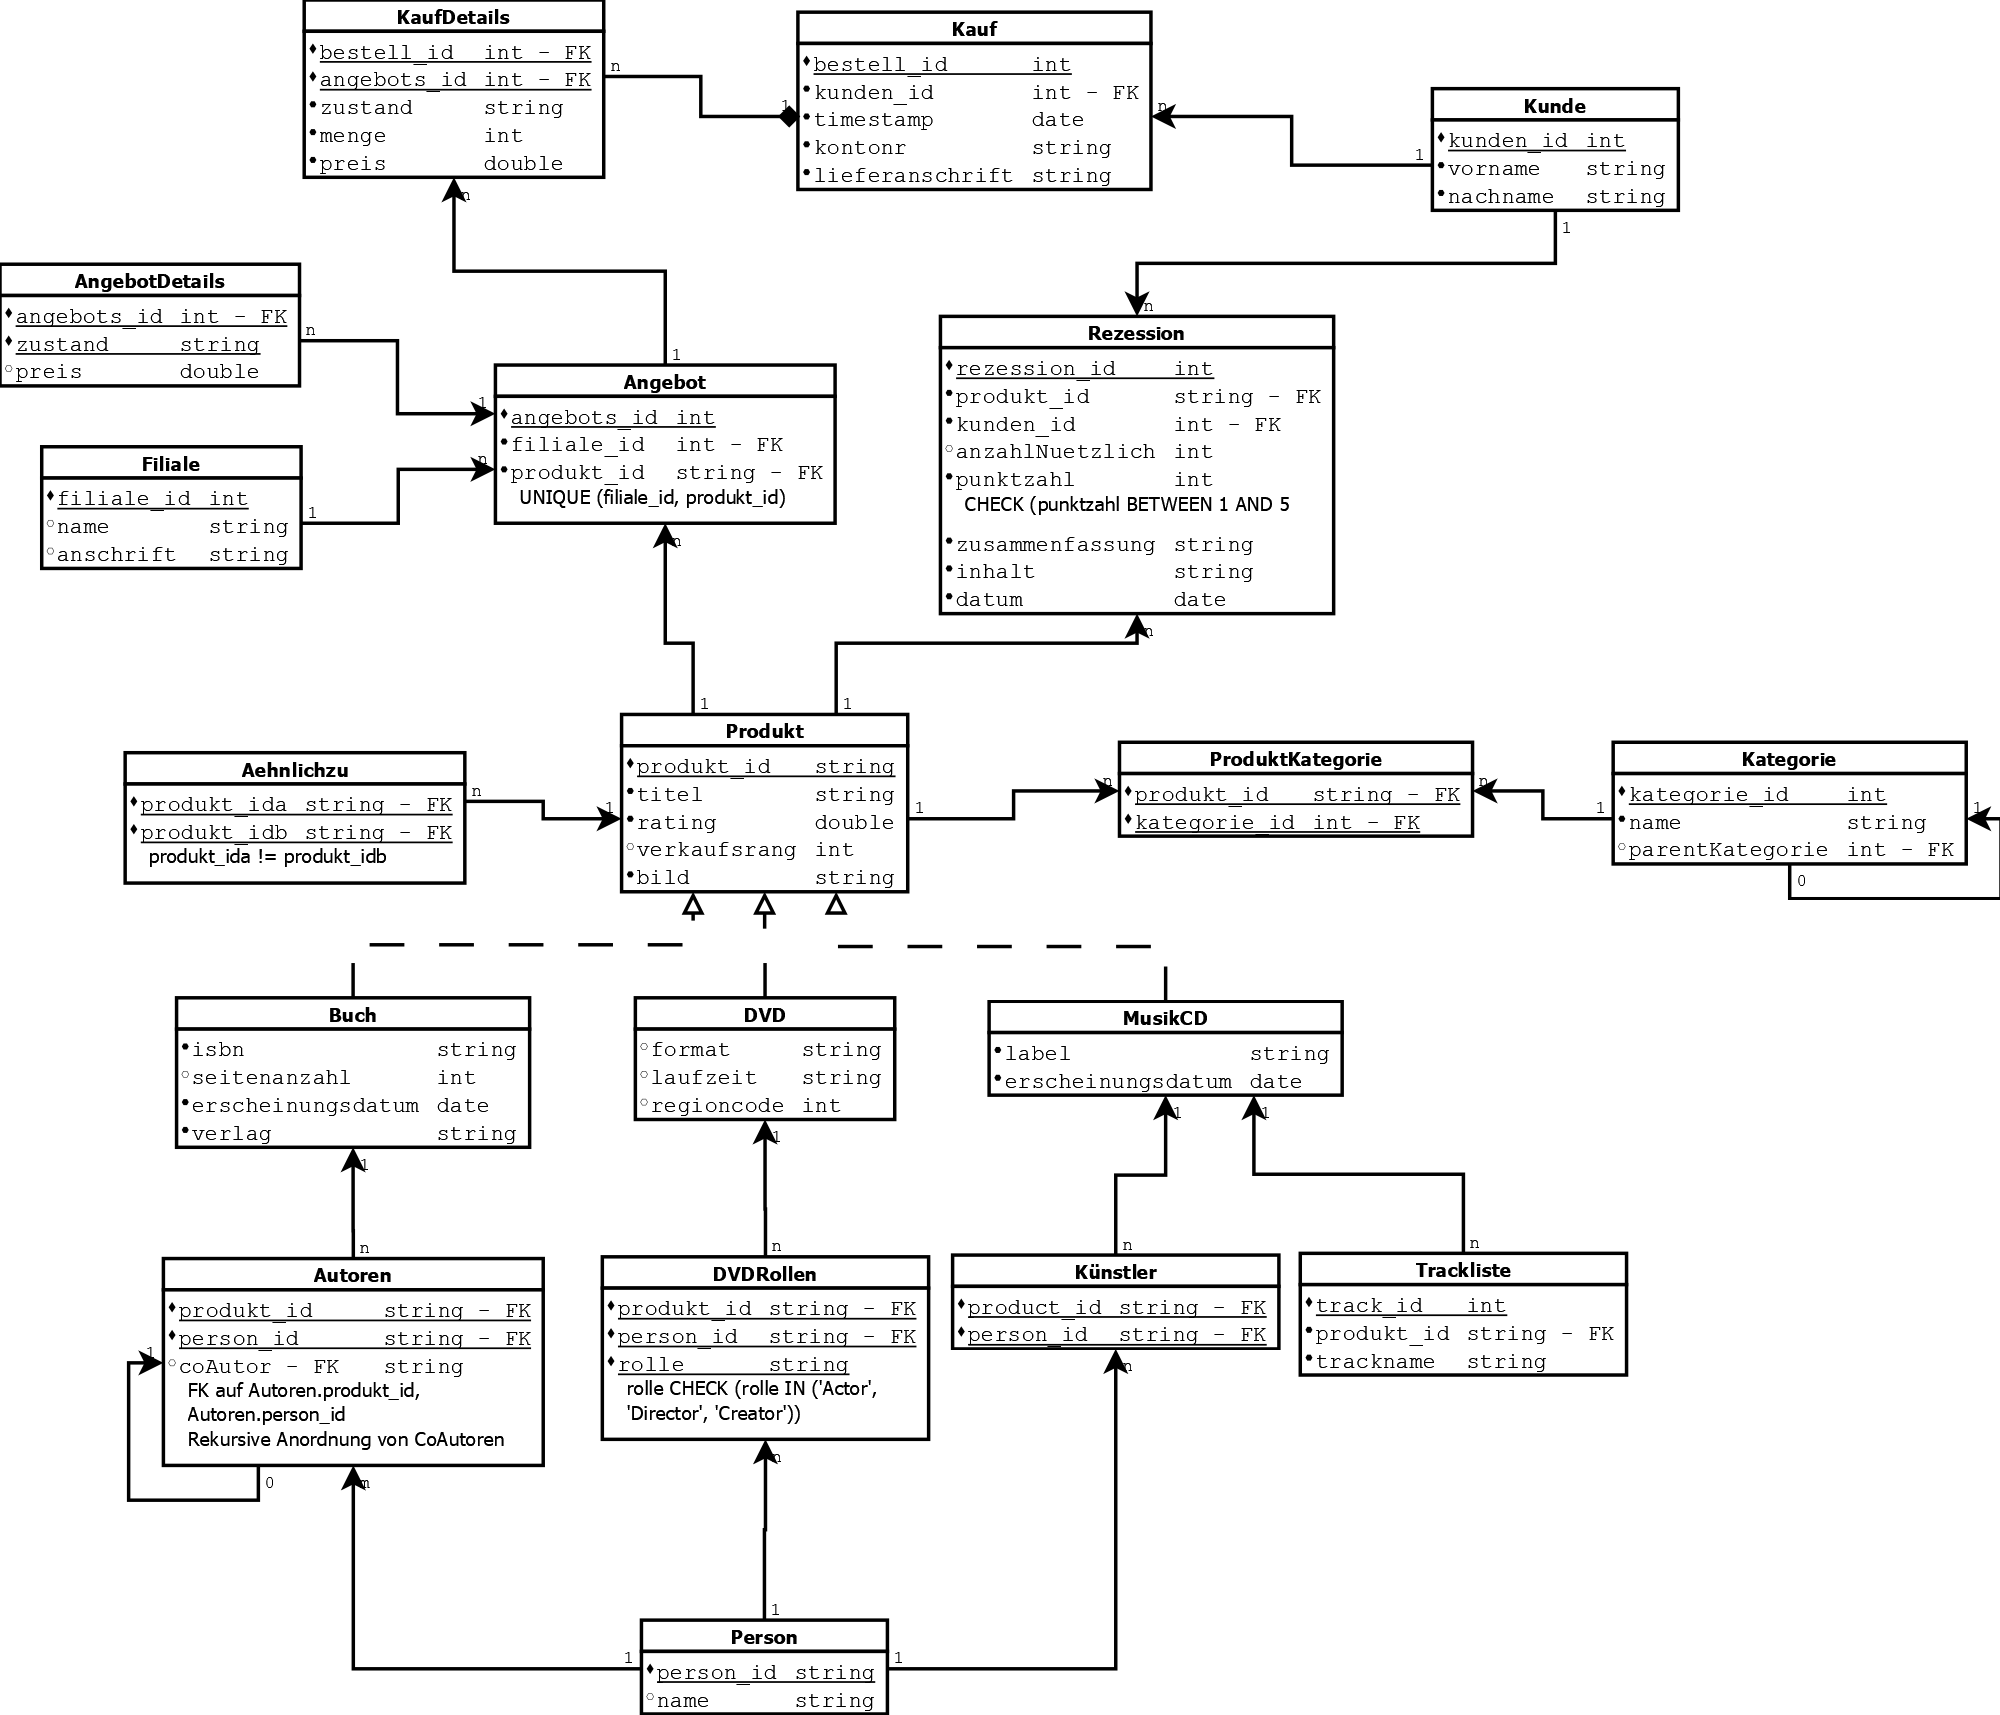 KaufDetails
bestell_id int - FK
angebots_id int - FK
zustand string
menge int
preis double
n
Kauf
bestell_id int
kunden_id int - FK
timestamp date
kontonr string
lieferanschrift string
1
n
Kunde
kunden_id int
vorname string
nachname string
1
1
n
n
AngebotDetails
angebots_id int - FK
zustand string
preis double
n
1
Angebot
angebots_id int
filiale_id int - FK
produkt_id string - FK
UNIQUE (filiale_id, produkt_id)
1
n
Filiale
filiale_id int
name string
anschrift string
1
n
Rezession
rezession_id int
produkt_id string - FK
kunden_id int - FK
anzahlNuetzlich int
punktzahl int
CHECK (punktzahl BETWEEN 1 AND 5
zusammenfassung string
inhalt string
datum date
n
1
1
Aehnlichzu
produkt_ida string - FK
produkt_idb string - FK
produkt_ida != produkt_idb
n
1
Produkt
produkt_id string
titel string
rating double
verkaufsrang int
bild string
1
n
ProduktKategorie
produkt_id string - FK
kategorie_id int - FK
n
1
Kategorie
kategorie_id int
name string
parentKategorie int - FK
1
0
Buch
isbn string
seitenanzahl int
erscheinungsdatum date
verlag string
1
DVD
format string
laufzeit string
regioncode int
1
MusikCD
label string
erscheinungsdatum date
1
1
n
Autoren
produkt_id string - FK
person_id string - FK
coAutor - FK string
FK auf Autoren.produkt_id,
Autoren.person_id
Rekursive Anordnung von CoAutoren
1
0
m
n
DVDRollen
produkt_id string - FK
person_id string - FK
rolle string
rolle CHECK (rolle IN ('Actor',
'Director', 'Creator'))
n
n
Künstler
product_id string - FK
person_id string - FK
n
n
Trackliste
track_id int
produkt_id string - FK
trackname string
1
1
1
Person
person_id string
name string